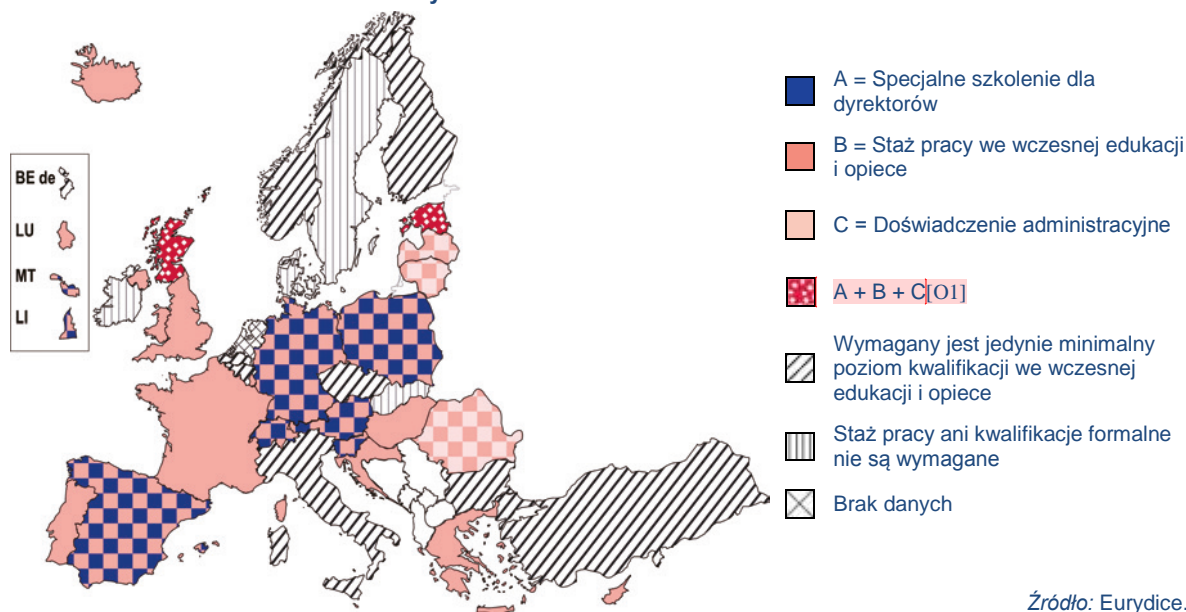 BE de
LU
MT
LI
A = Specjalne szkolenie dla
dyrektorów
B = Staż pracy we wczesnej edukacji
i opiece
C = Doświadczenie administracyjne
A + B + C[O1]
Wymagany jest jedynie minimalny
poziom kwalifikacji we wczesnej
edukacji i opiece
Staż pracy ani kwalifikacje formalne
nie są wymagane
Brak danych
Źródło: Eurydice.